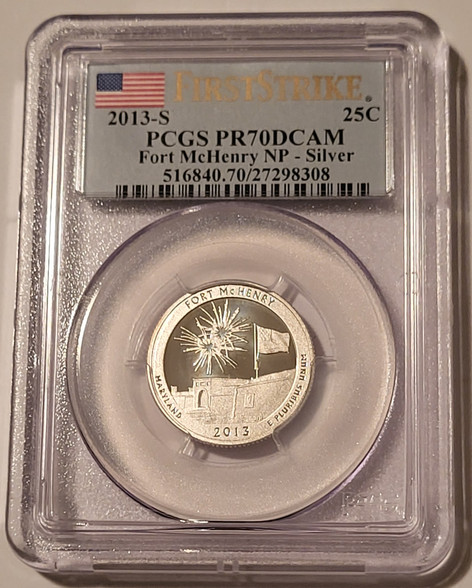 FIRSTSTRIKE®
2013-S 25C
PCGS PR70DCAM
Fort McHenry NP - Silver
516840.70/27298308
FORT McHENRY
MARYLAND
E PLURIBUS UNUM
2013